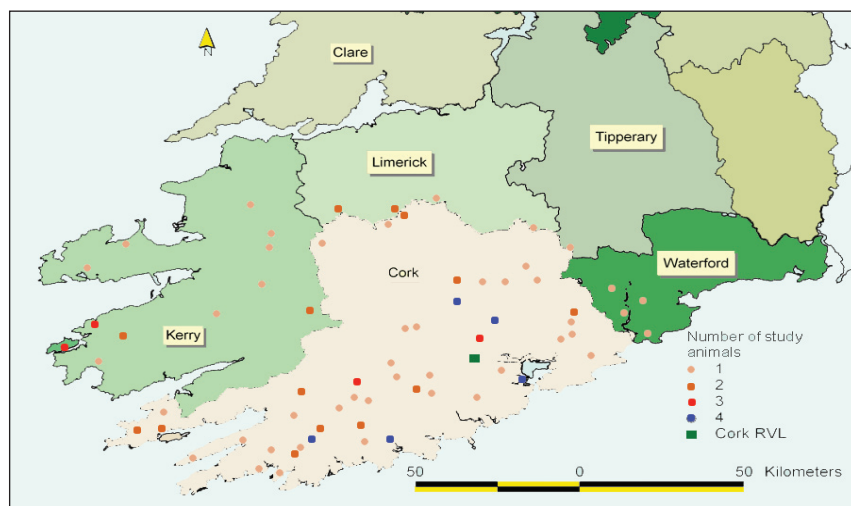 N
Clare
Tipperary
Limerick
Cork
Waterford
Kerry
Number of study
animals
1
2
3
4
Cork RVL
50 0 50 Kilometers